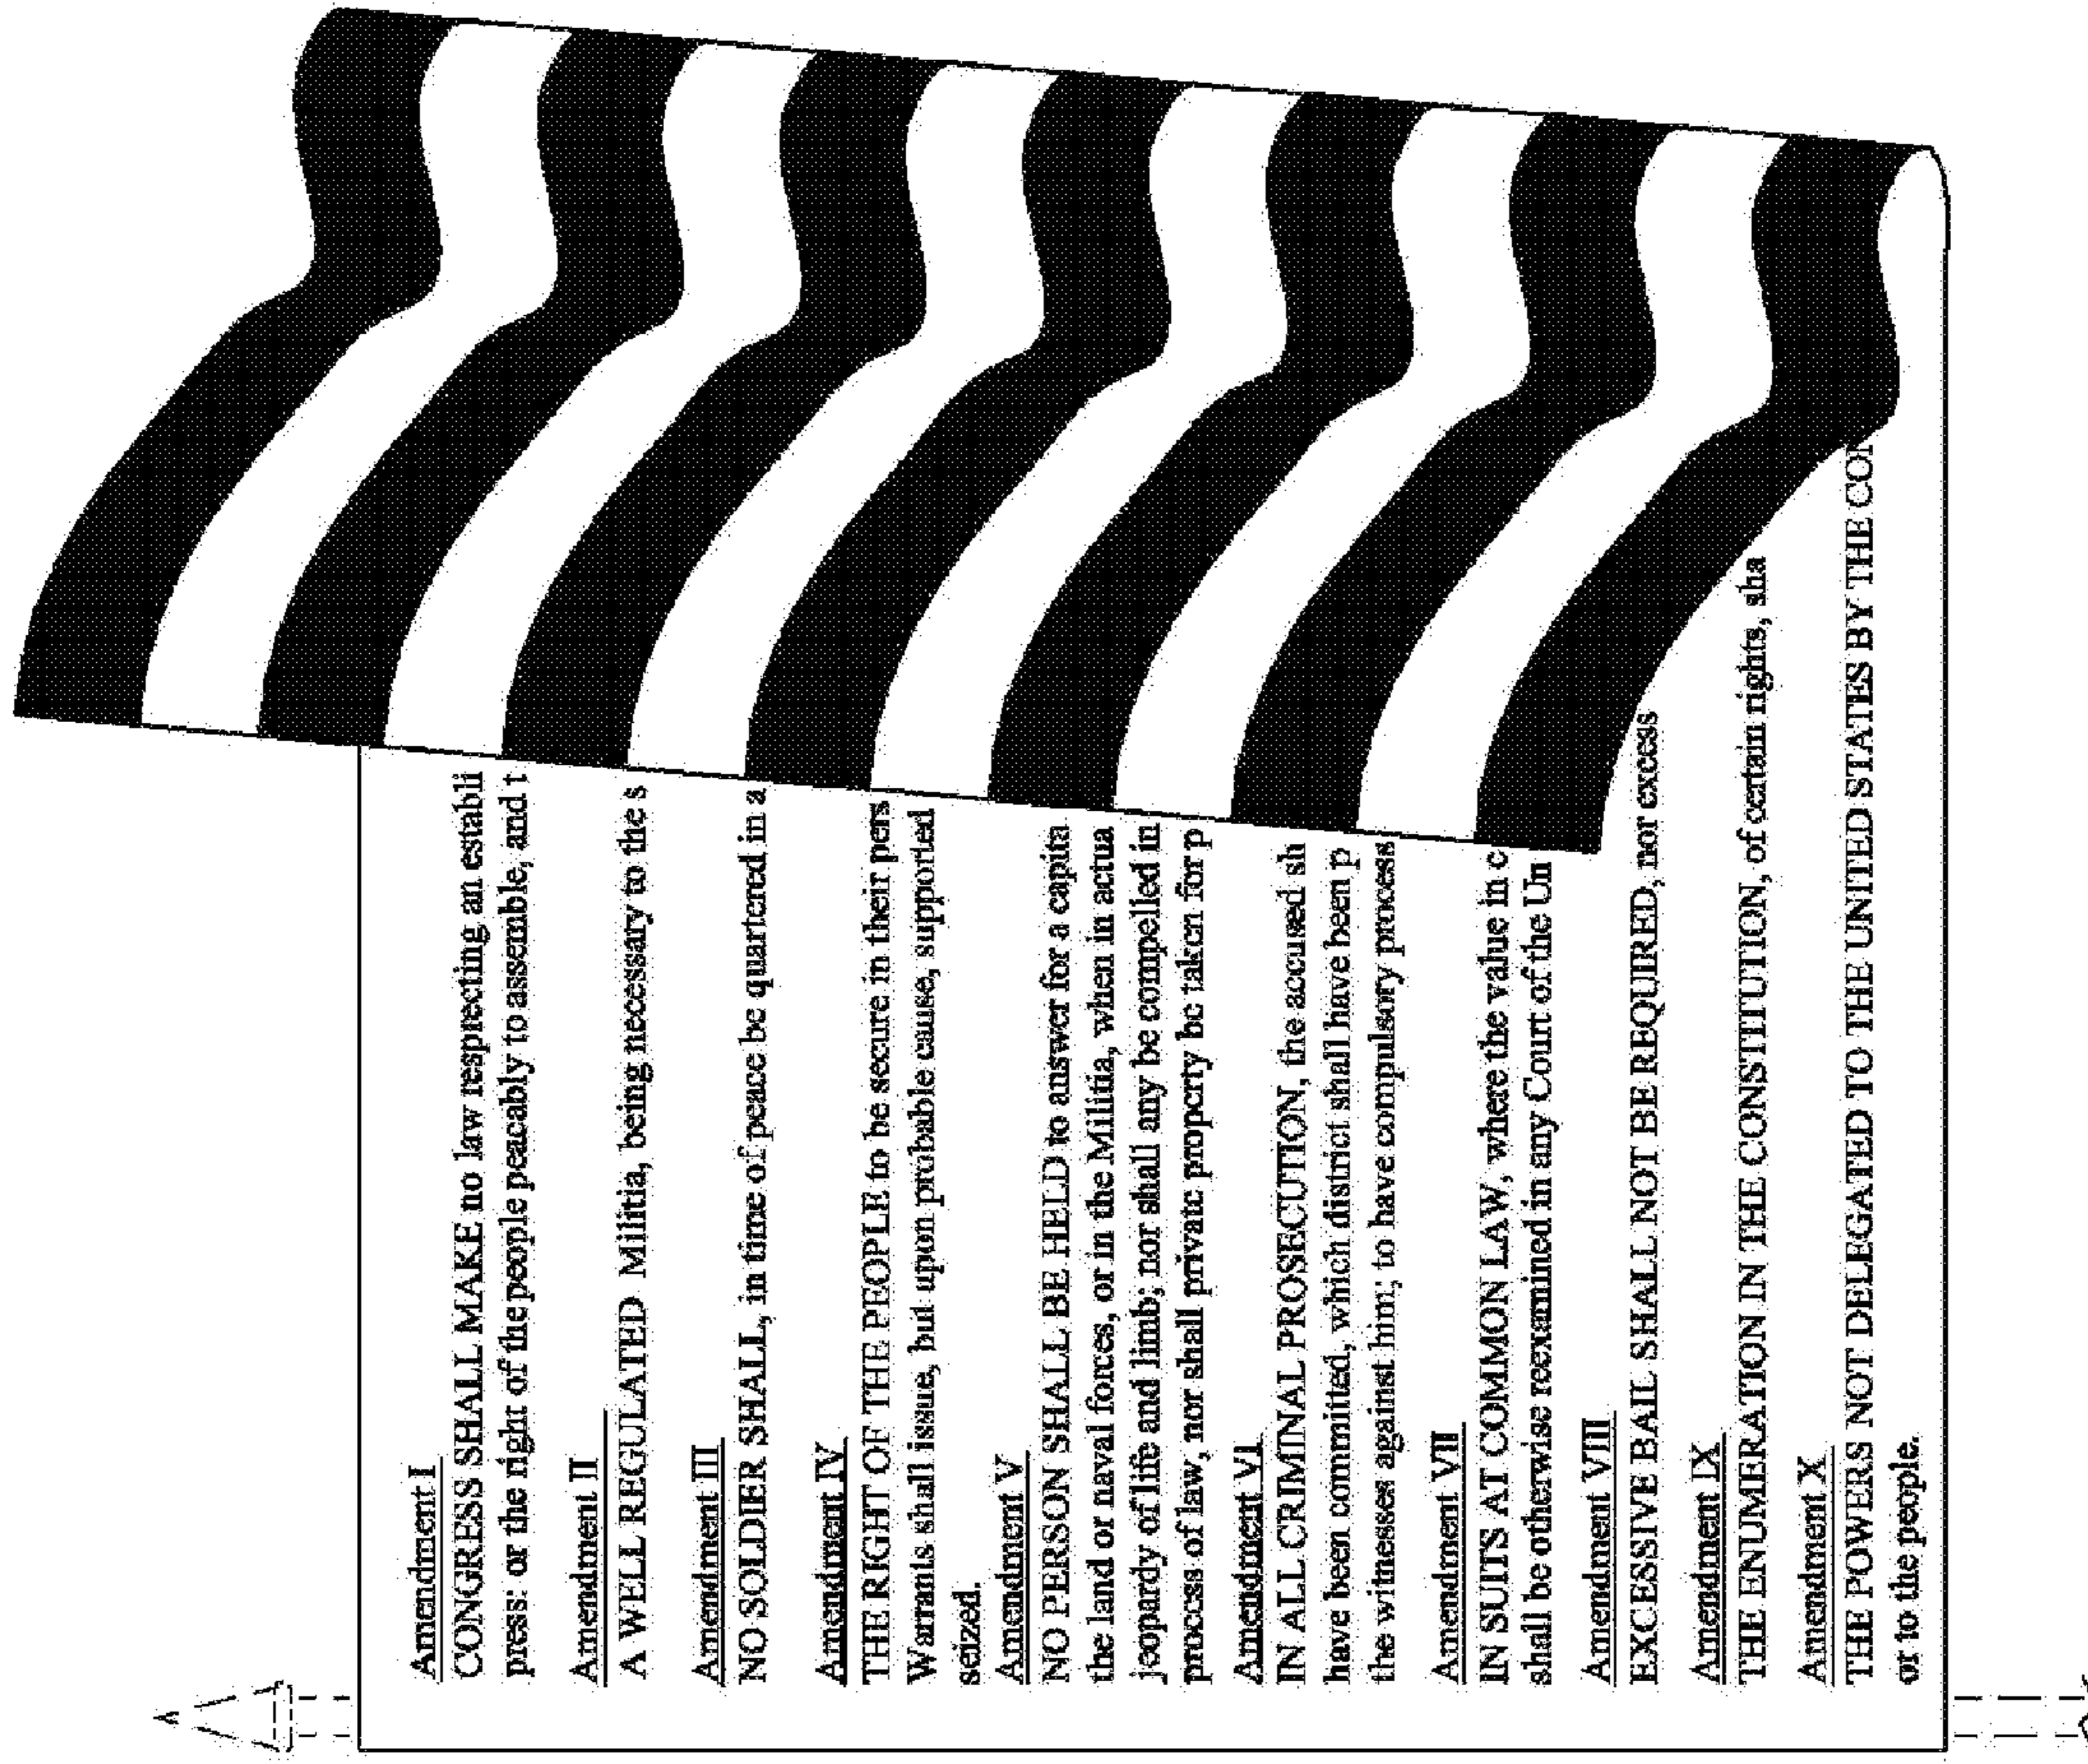 Amendment I
CONGRESS SHALL MAKE no law respecting an establi
press: or the right of the people peacably to assemble, and t
Amendment II
A WELL REGULATED Militia, being necessary to the s
Amendment III
NO SOLDIER SHALL, in time of peace be quartered in a
Amendment IV
THE RIGHT OF THE PEOPLE to be secure in their pers
Warrants shall issue, but upon probable cause, supported
seized.
Amendment V
NO PERSON SHALL BE HELD to answer for a capita
the land or naval forces, or in the Militia, when in actua
jeopardy of life and limb; nor shall any be compelled in
process of law, nor shall private property be taken for p
Amendment VI
IN ALL CRIMINAL PROSECUTION, the accused sh
have been committed, which district shall have been p
the witnesses against him; to have compulsory process
Amendment VII
IN SUITS AT COMMON LAW, where the value in c
shall be otherwise reexamined in any Court of the Un
Amendment VIII
EXCESSIVE BAIL SHALL NOT BE REQUIRED, nor excess
Amendment IX
THE ENUMERATION IN THE CONSTITUTION, of certain rights, sha
Amendment X
THE POWERS NOT DELEGATED TO THE UNITED STATES BY THE CON
or to the people.